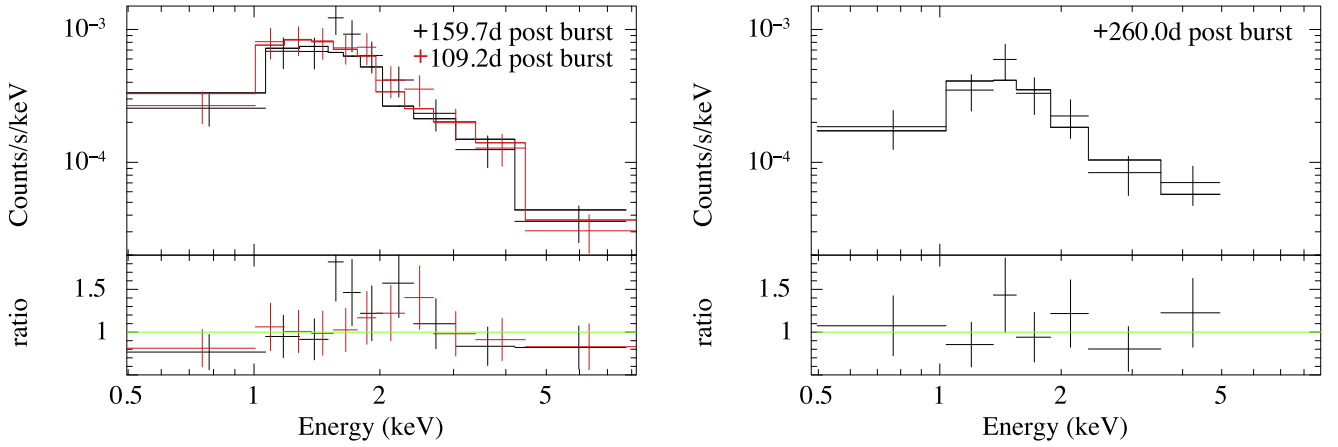 +159.7d post burst
+109.2d post burst
10⁻³
10⁻⁴
Counts/s/keV
1.5
1
ratio
0.5 1 2 5
Energy (keV)
+260.0d post burst
10⁻³
10⁻⁴
Counts/s/keV
1.5
1
ratio
0.5 1 2 5
Energy (keV)